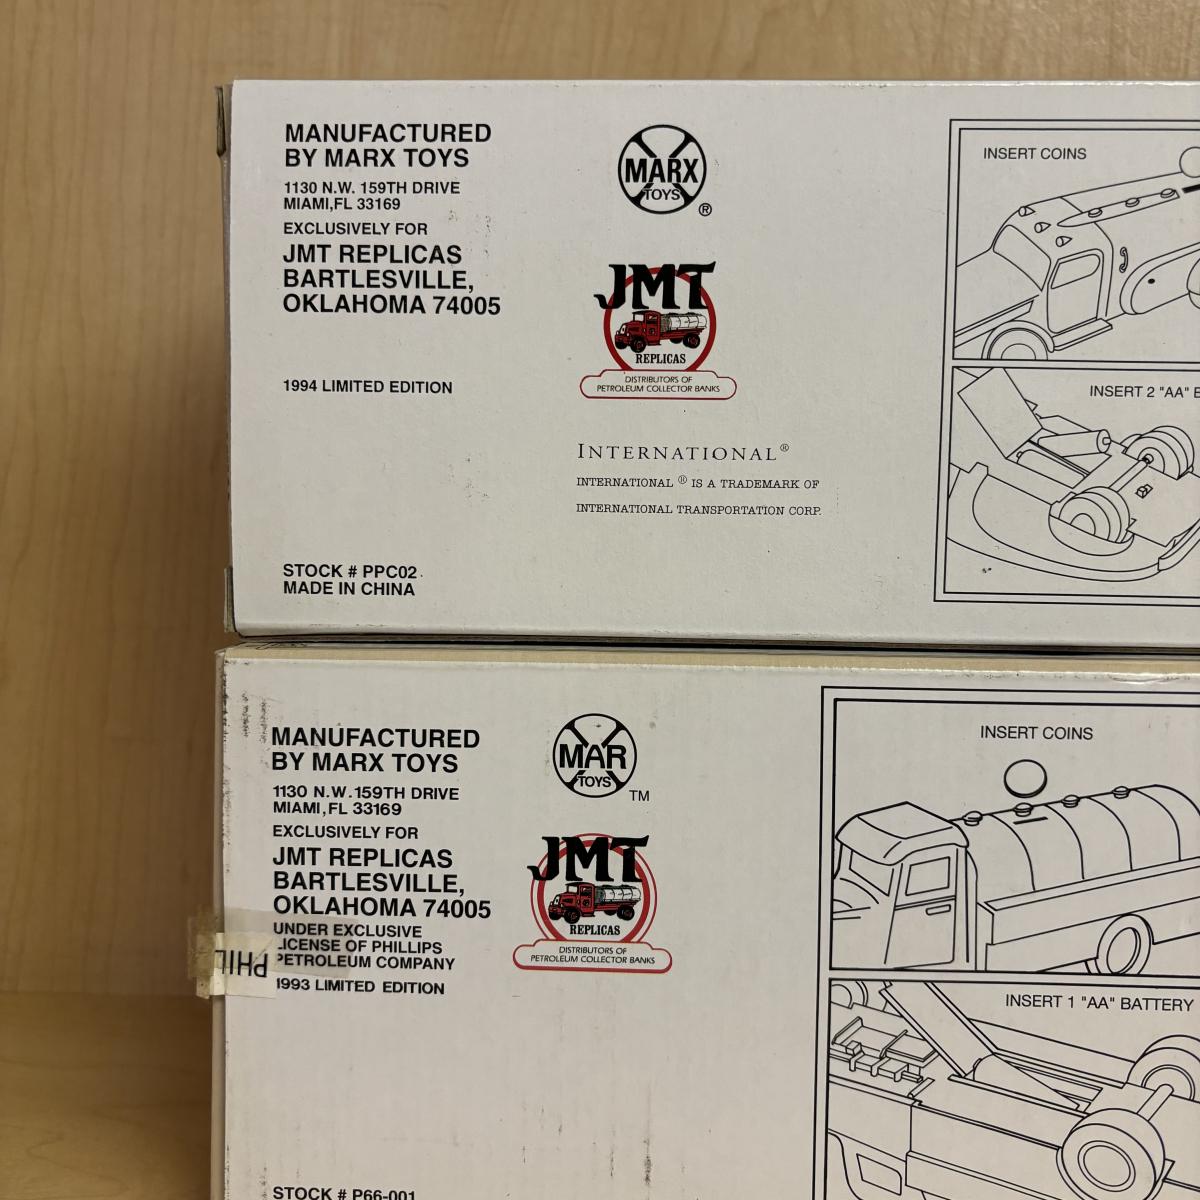 MANUFACTURED
BY MARX TOYS
1130 N.W. 159TH DRIVE
MIAMI,FL 33169
EXCLUSIVELY FOR
JMT REPLICAS
BARTLESVILLE,
OKLAHOMA 74005
1994 LIMITED EDITION
STOCK # PPC02
MADE IN CHINA
MARX
TOYS
®
JMT
REPLICAS
DISTRIBUTORS OF
PETROLEUM COLLECTOR BANKS
INTERNATIONAL®
INTERNATIONAL ® IS A TRADEMARK OF
INTERNATIONAL TRANSPORTATION CORP.
INSERT COINS
INSERT 2 "AA" B
MANUFACTURED
BY MARX TOYS
1130 N.W. 159TH DRIVE
MIAMI,FL 33169
EXCLUSIVELY FOR
JMT REPLICAS
BARTLESVILLE,
OKLAHOMA 74005
UNDER EXCLUSIVE
LICENSE OF PHILLIPS
PETROLEUM COMPANY
1993 LIMITED EDITION
PHIL
STOCK # P66-001
MAR
TOYS
TM
JMT
REPLICAS
DISTRIBUTORS OF
PETROLEUM COLLECTOR BANKS
INSERT COINS
INSERT 1 "AA" BATTERY